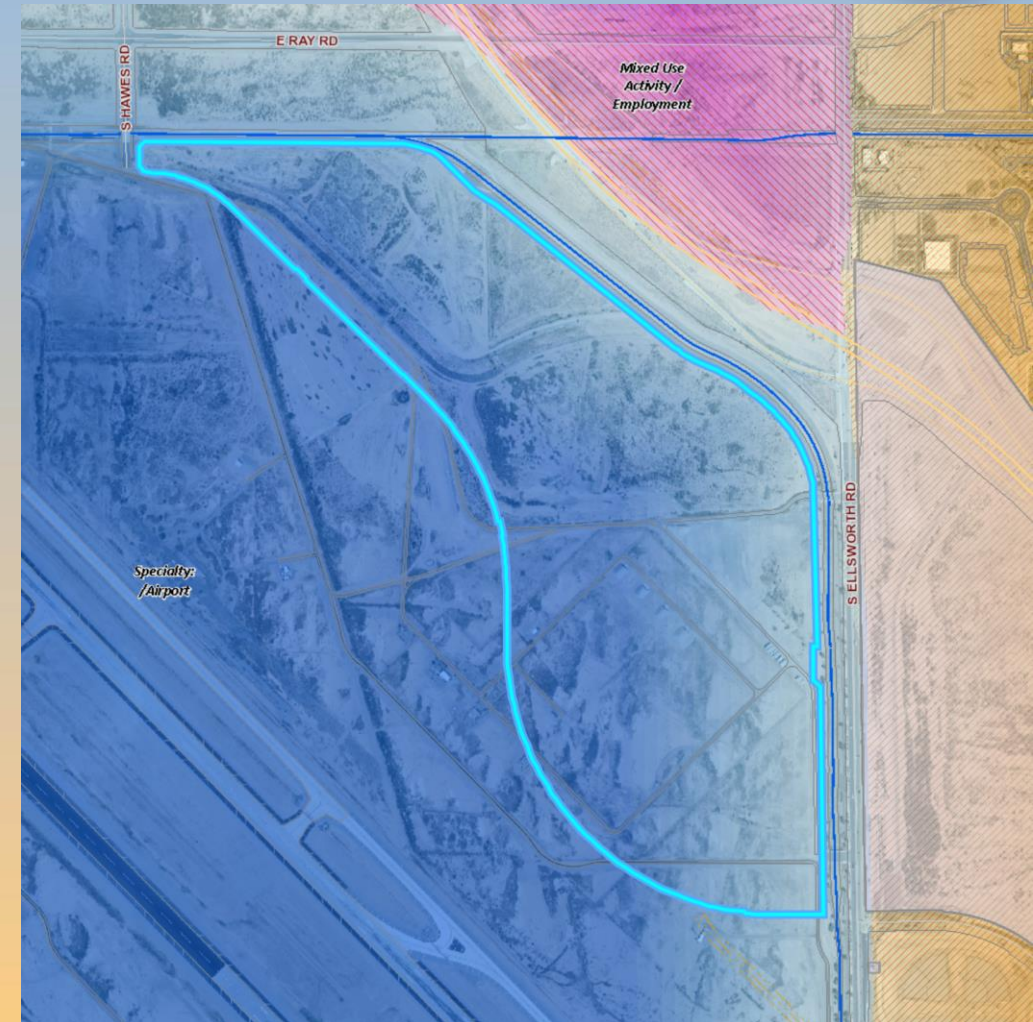 E RAY RD
S HAWES RD
Mixed Use
Activity /
Employment
S ELLSWORTH RD
Specialty:
/Airport